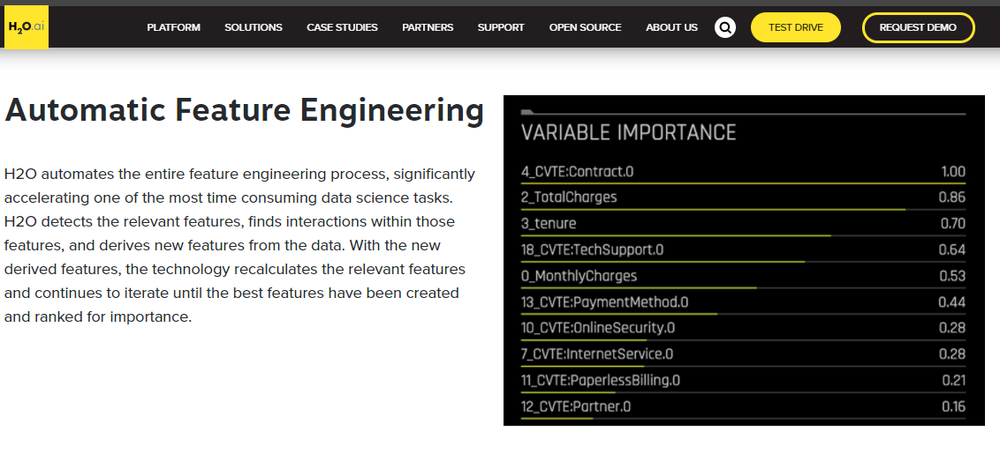 H2O.ai
PLATFORM SOLUTIONS CASE STUDIES PARTNERS SUPPORT OPEN SOURCE ABOUT US TEST DRIVE REQUEST DEMO
Automatic Feature Engineering
H2O automates the entire feature engineering process, significantly
accelerating one of the most time consuming data science tasks.
H2O detects the relevant features, finds interactions within those
features, and derives new features from the data. With the new
derived features, the technology recalculates the relevant features
and continues to iterate until the best features have been created
and ranked for importance.
VARIABLE IMPORTANCE
4_CVTE:Contract.0 1.00
2_TotalCharges 0.86
3_tenure 0.70
18_CVTE:TechSupport.0 0.64
0_MonthlyCharges 0.53
13_CVTE:PaymentMethod.0 0.44
10_CVTE:OnlineSecurity.0 0.28
7_CVTE:InternetService.0 0.28
11_CVTE:PaperlessBilling.0 0.21
12_CVTE:Partner.0 0.16